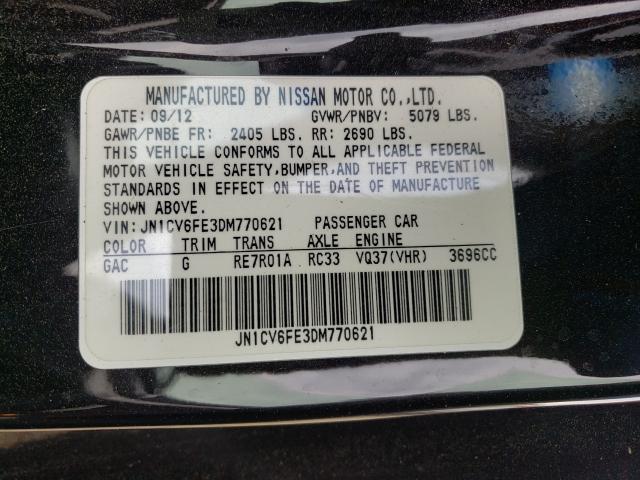 MANUFACTURED BY NISSAN MOTOR CO.,LTD.
DATE: 09/12 GVWR/PNBV: 5079 LBS.
GAWR/PNBE FR: 2405 LBS. RR: 2690 LBS.
THIS VEHICLE CONFORMS TO ALL APPLICABLE FEDERAL
MOTOR VEHICLE SAFETY,BUMPER,AND THEFT PREVENTION
STANDARDS IN EFFECT ON THE DATE OF MANUFACTURE
SHOWN ABOVE.
VIN: JN1CV6FE3DM770621 PASSENGER CAR
COLOR TRIM TRANS AXLE ENGINE
GAC G RE7R01A RC33 VQ37(VHR) 3696CC
JN1CV6FE3DM770621